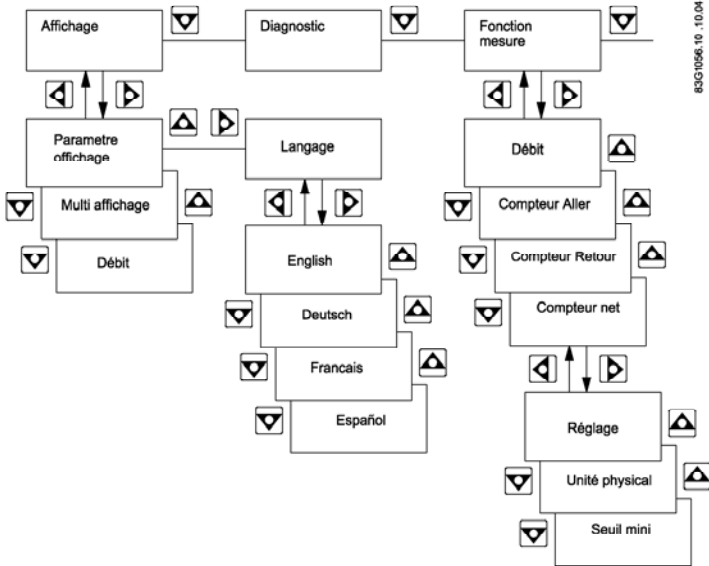 Affichage
Diagnostic
Fonction
mesure
83G1056.10 .10.04
Parametre
offichage
Langage
Débit
Multi affichage
Compteur Aller
Débit
English
Compteur Retour
Deutsch
Compteur net
Francais
Español
Réglage
Unité physical
Seuil mini